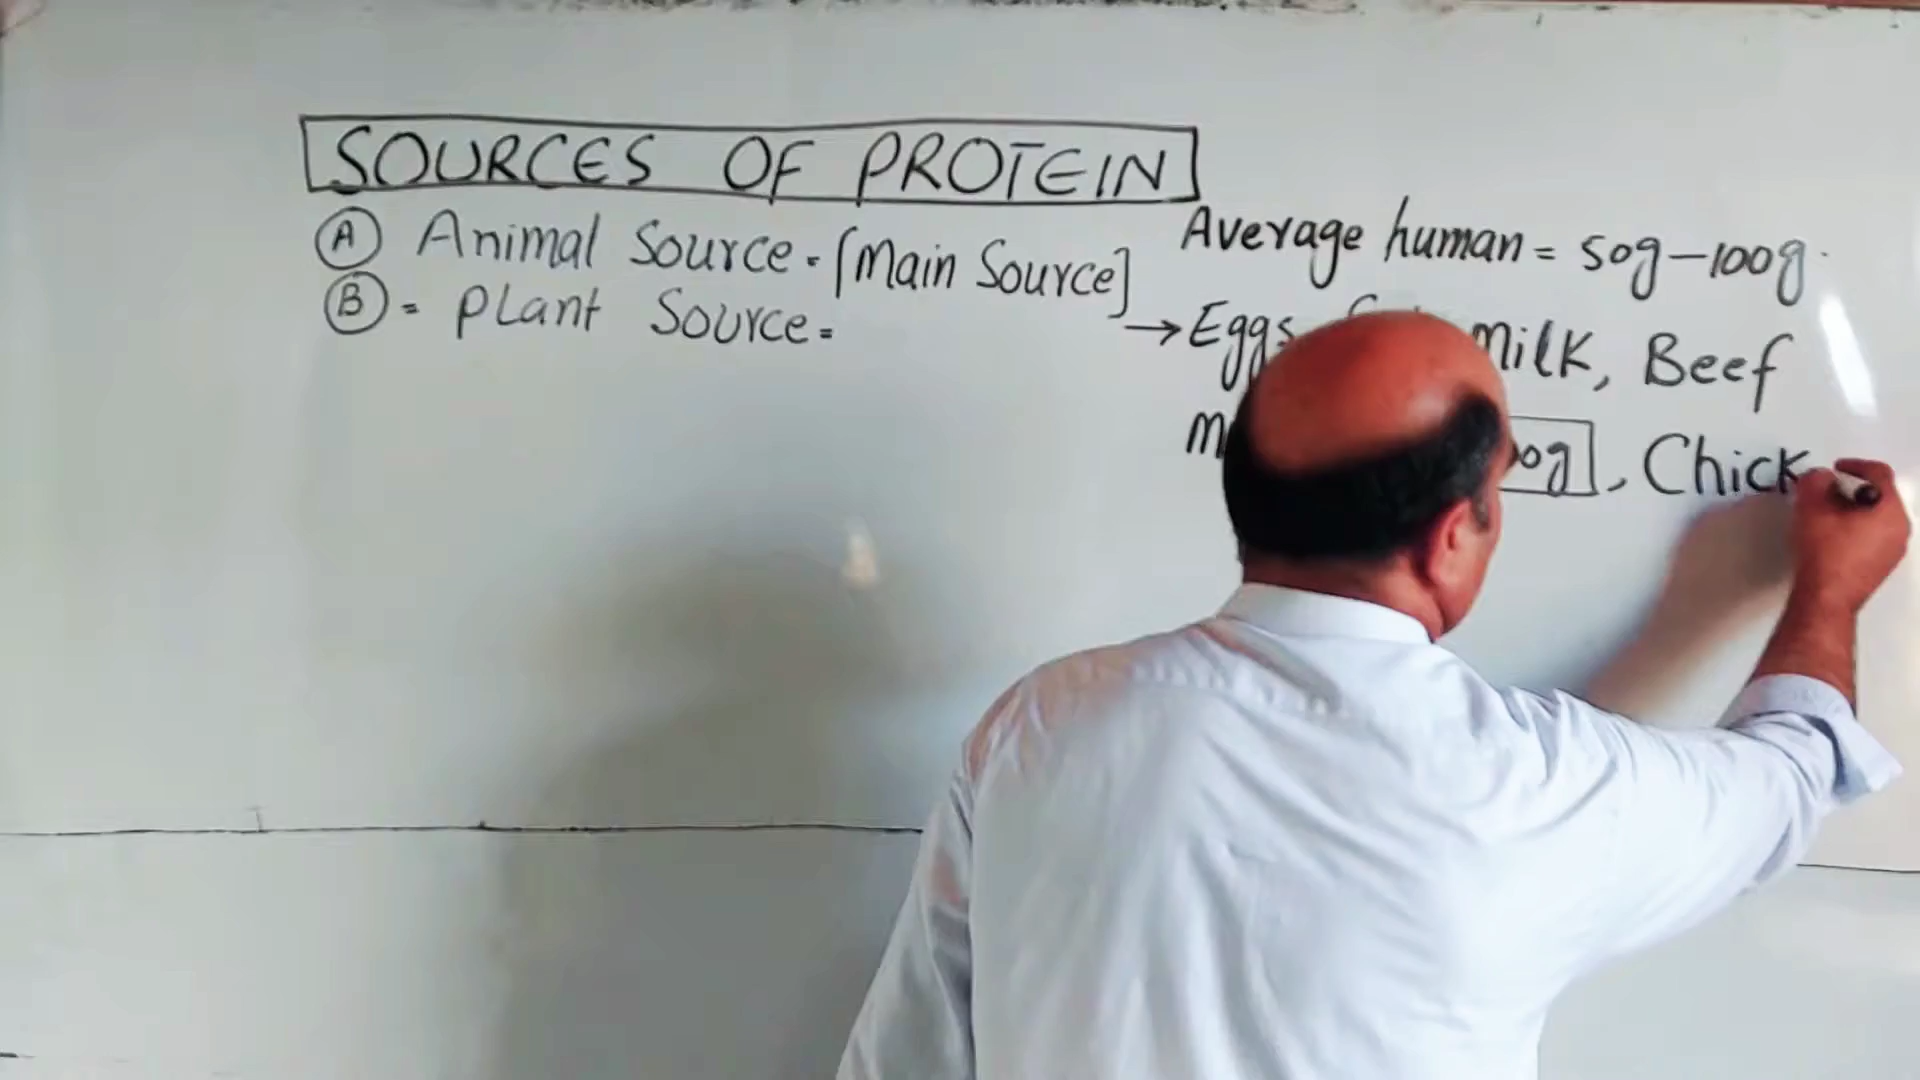 SOURCES OF PROTEIN
(A) Animal Source. [Main Source]
(B) = Plant Source =
Average human = 50g – 100g.
→ Eggs, Milk, Beef
Chick